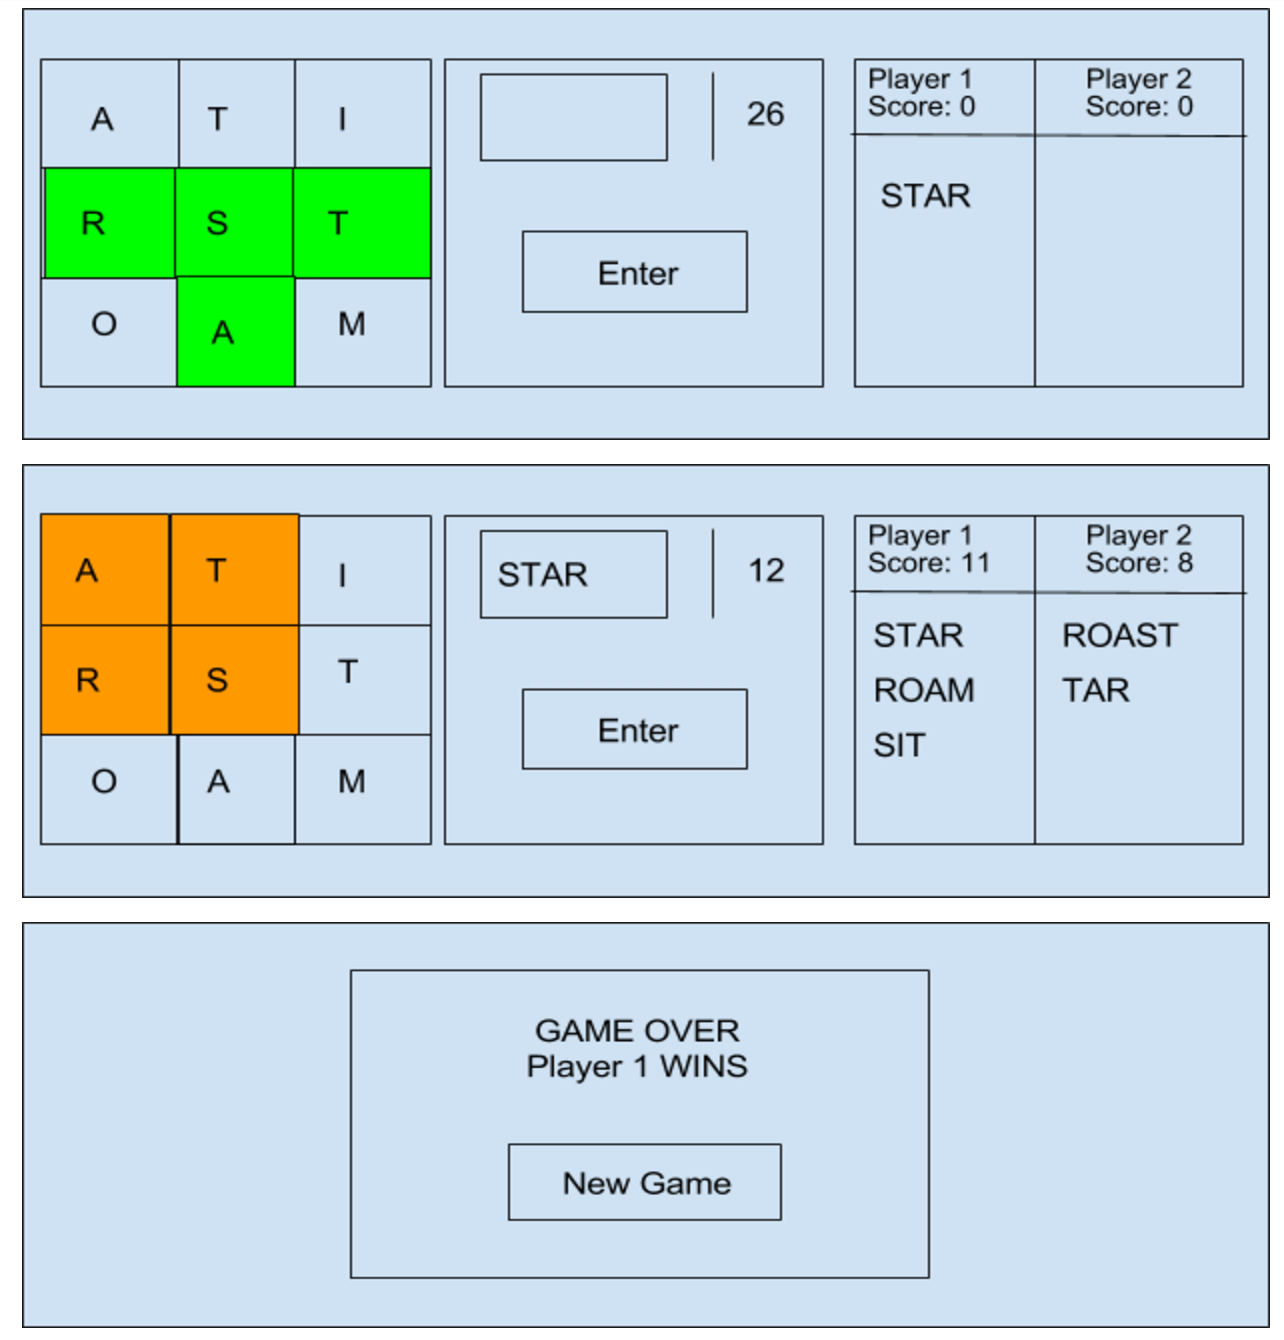 A T I
R S T
O A M
26
Enter
Player 1
Score: 0
Player 2
Score: 0
STAR
A T I
R S T
O A M
STAR
12
Enter
Player 1
Score: 11
Player 2
Score: 8
STAR
ROAM
SIT
ROAST
TAR
GAME OVER
Player 1 WINS
New Game